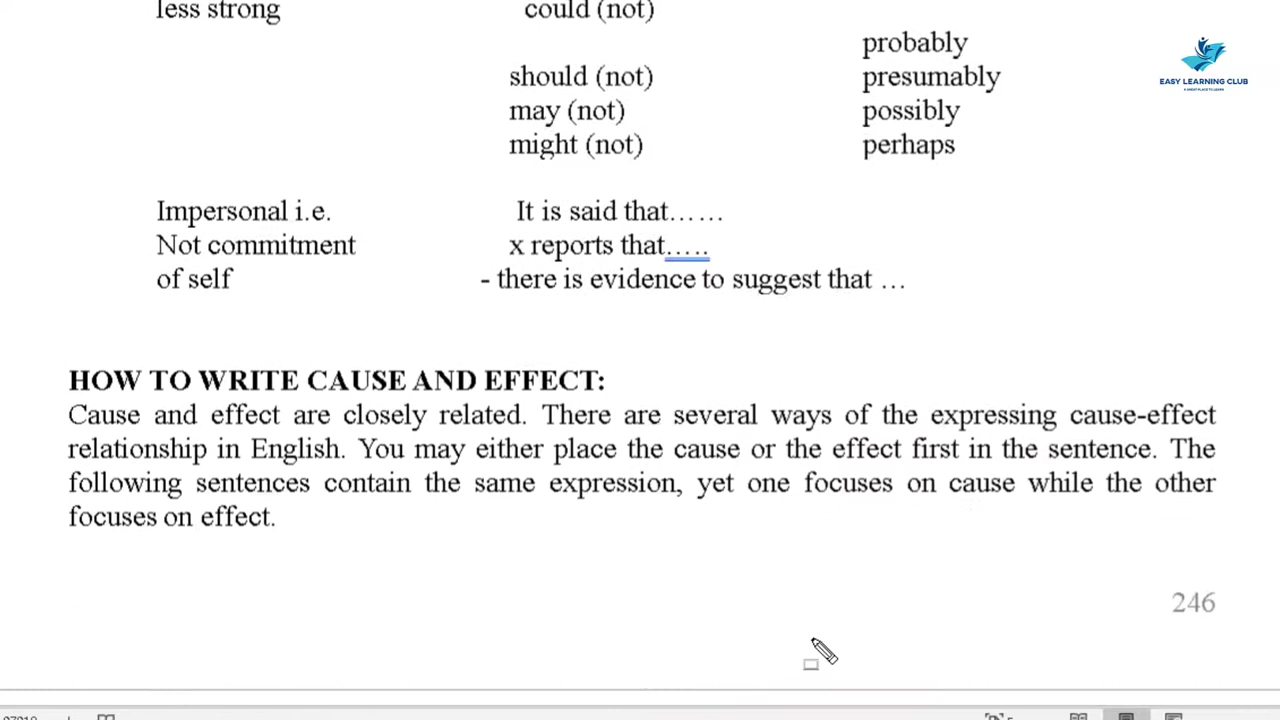 less strong could (not)
probably
EASY LEARNING CLUB
should (not) presumably
may (not) possibly
might (not) perhaps
Impersonal i.e. It is said that……
Not commitment x reports that…..
of self - there is evidence to suggest that …
HOW TO WRITE CAUSE AND EFFECT:
Cause and effect are closely related. There are several ways of the expressing cause-effect
relationship in English. You may either place the cause or the effect first in the sentence. The
following sentences contain the same expression, yet one focuses on cause while the other
focuses on effect.
246